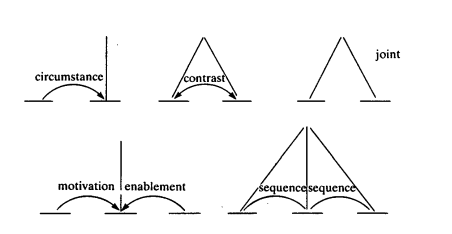 joint
circumstance
contrast
motivation enablement
sequence sequence